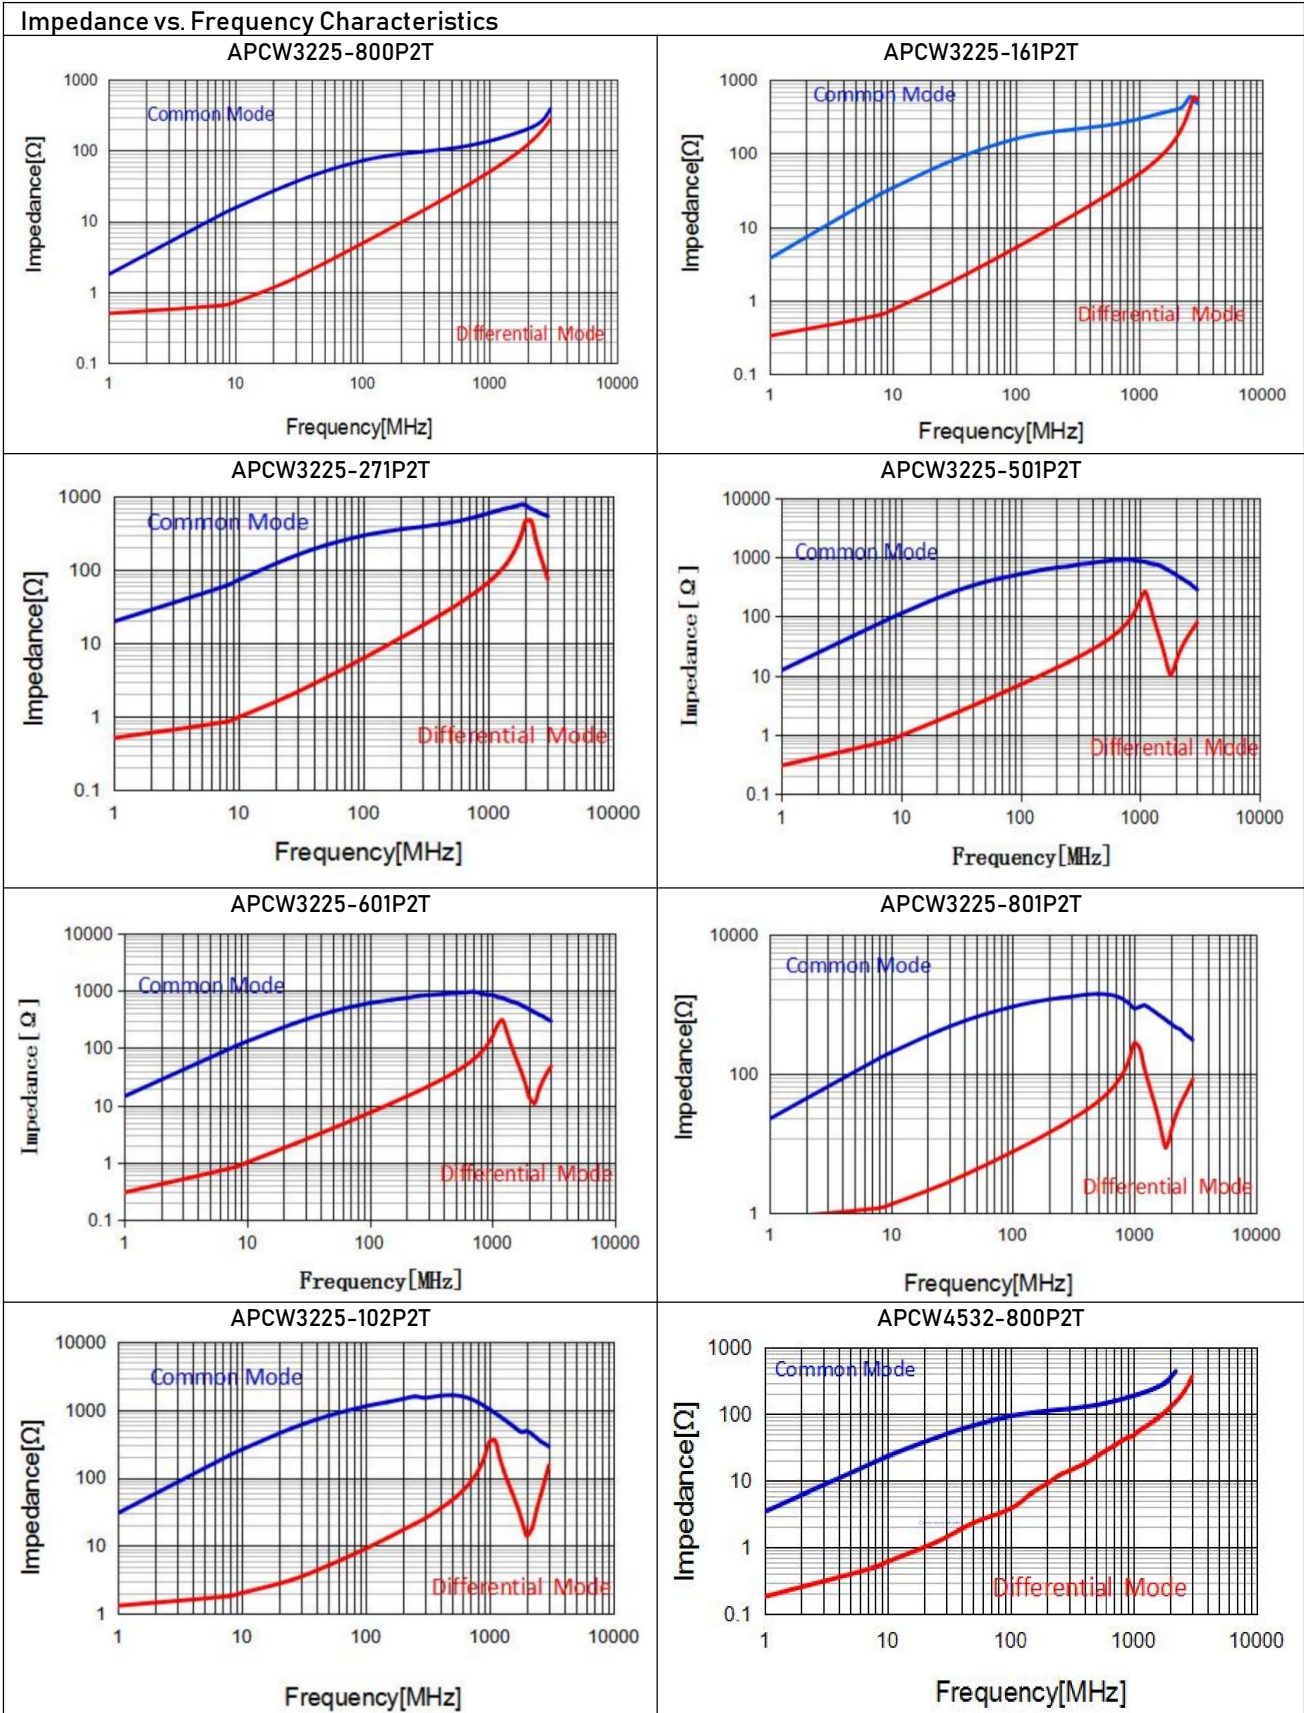 Impedance vs. Frequency Characteristics
APCW3225-800P2T
1000
100
10
1
0.1
Impedance[Ω]
Common Mode
Differential Mode
1 10 100 1000 10000
Frequency[MHz]
APCW3225-161P2T
1000
100
10
1
0.1
Impedance[Ω]
Common Mode
Differential Mode
1 10 100 1000 10000
Frequency[MHz]
APCW3225-271P2T
1000
100
10
1
0.1
Impedance[Ω]
Common Mode
Differential Mode
1 10 100 1000 10000
Frequency[MHz]
APCW3225-501P2T
10000
1000
100
10
1
0.1
Impedance[Ω]
Common Mode
Differential Mode
1 10 100 1000 10000
Frequency[MHz]
APCW3225-601P2T
10000
1000
100
10
1
0.1
Impedance[Ω]
Common Mode
Differential Mode
1 10 100 1000 10000
Frequency[MHz]
APCW3225-801P2T
10000
100
1
Impedance[Ω]
Common Mode
Differential Mode
1 10 100 1000 10000
Frequency[MHz]
APCW3225-102P2T
10000
1000
100
10
1
Impedance[Ω]
Common Mode
Differential Mode
1 10 100 1000 10000
Frequency[MHz]
APCW4532-800P2T
1000
100
10
1
0.1
Impedance[Ω]
Common Mode
Differential Mode
1 10 100 1000 10000
Frequency[MHz]